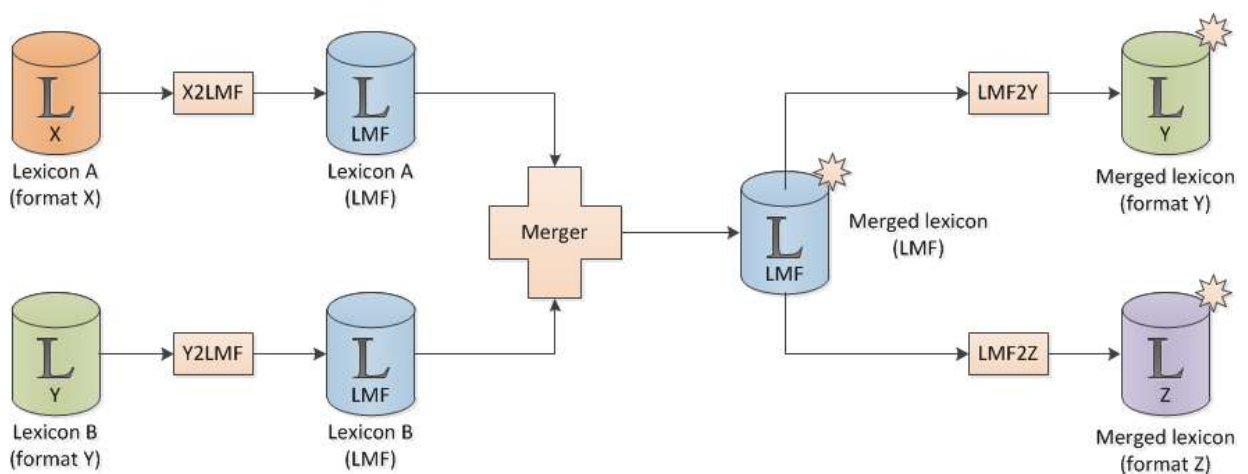 L
X
Lexicon A
(format X)
X2LMF
L
LMF
Lexicon A
(LMF)
L
Y
Lexicon B
(format Y)
Y2LMF
L
LMF
Lexicon B
(LMF)
Merger
L
LMF
Merged lexicon
(LMF)
LMF2Y
L
Y
Merged lexicon
(format Y)
LMF2Z
L
Z
Merged lexicon
(format Z)